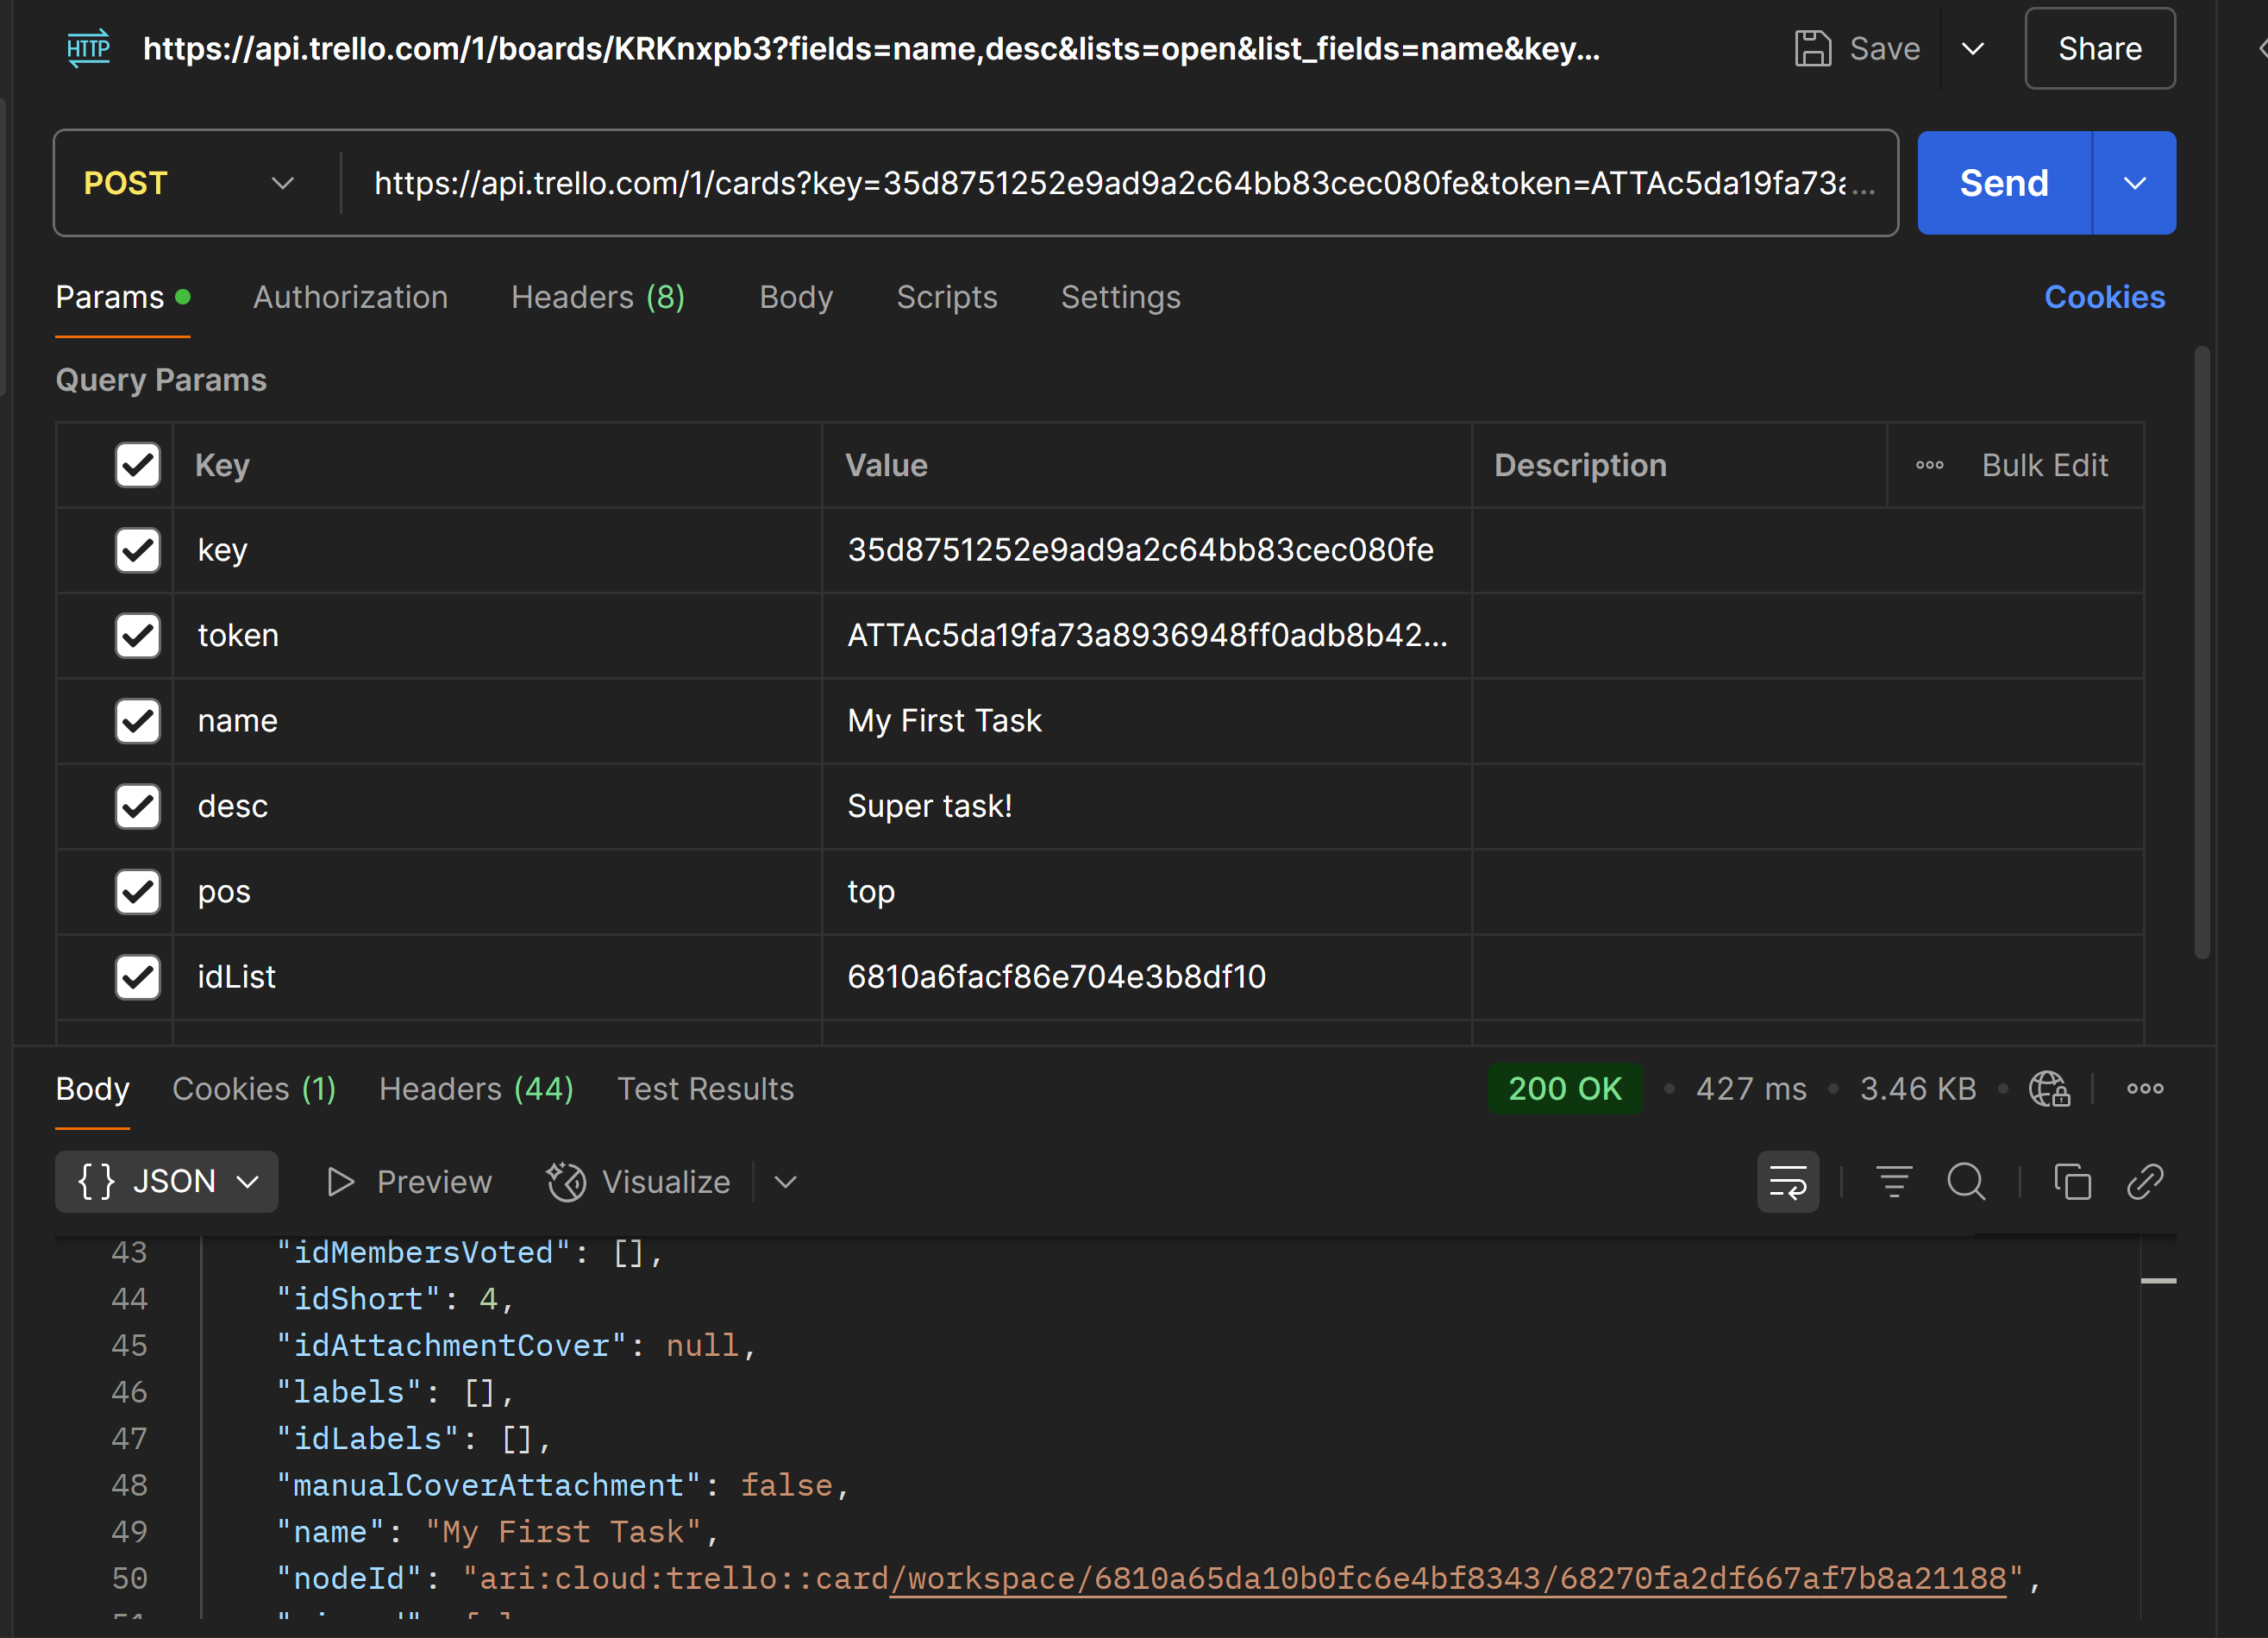 HTTP https://api.trello.com/1/boards/KRKnxpb3?fields=name,desc&lists=open&list_fields=name&key... Save Share
POST https://api.trello.com/1/cards?key=35d8751252e9ad9a2c64bb83cec080fe&token=ATTAc5da19fa73a... Send
Params Authorization Headers (8) Body Scripts Settings Cookies
Query Params
Key Value Description Bulk Edit
key 35d8751252e9ad9a2c64bb83cec080fe
token ATTAc5da19fa73a8936948ff0adb8b42...
name My First Task
desc Super task!
pos top
idList 6810a6facf86e704e3b8df10
Body Cookies (1) Headers (44) Test Results 200 OK • 427 ms • 3.46 KB •
{} JSON Preview Visualize
43 "idMembersVoted": [],
44 "idShort": 4,
45 "idAttachmentCover": null,
46 "labels": [],
47 "idLabels": [],
48 "manualCoverAttachment": false,
49 "name": "My First Task",
50 "nodeId": "ari:cloud:trello::card/workspace/6810a65da10b0fc6e4bf8343/68270fa2df667af7b8a21188",